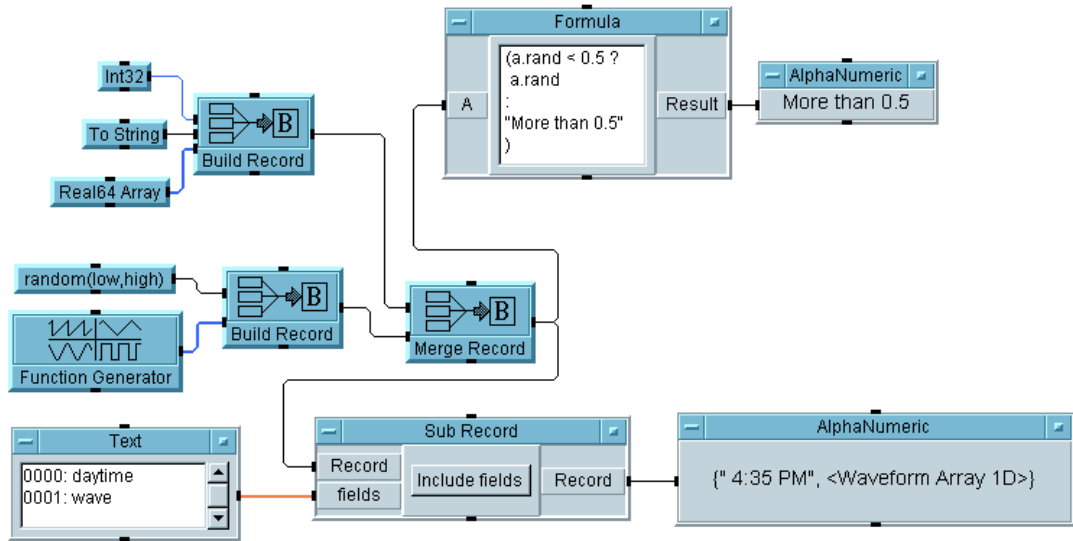 Formula
(a.rand < 0.5 ?
a.rand
:
"More than 0.5"
)
A
Result
AlphaNumeric
More than 0.5
Int32
To String
Real64 Array
B
Build Record
random(low,high)
Function Generator
B
Build Record
B
Merge Record
Text
0000: daytime
0001: wave
Sub Record
Record
fields
Include fields
Record
AlphaNumeric
{" 4:35 PM", <Waveform Array 1D>}